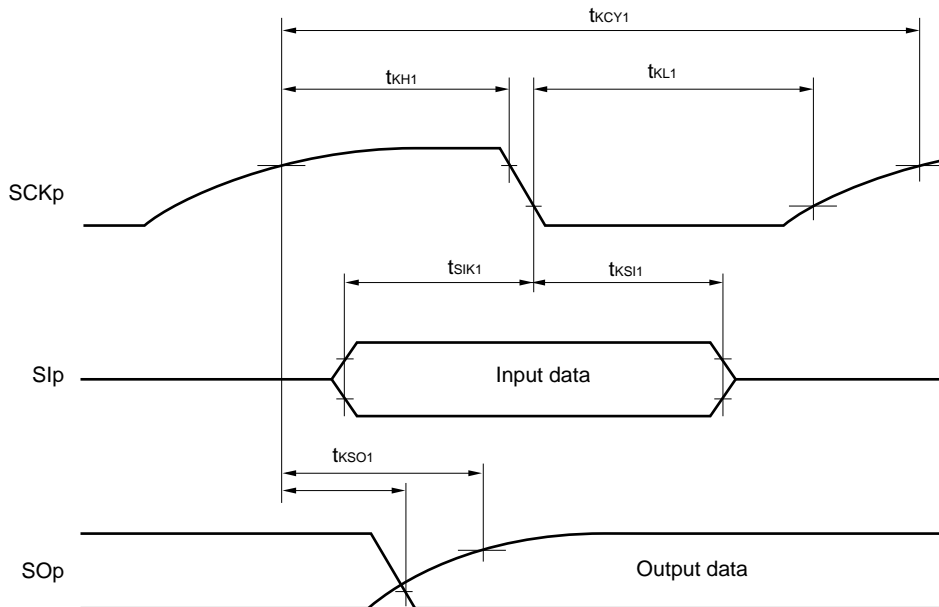 tKCY1
tKH1
tKL1
SCKp
tSIK1
tKSI1
SIp
Input data
tKSO1
SOp
Output data